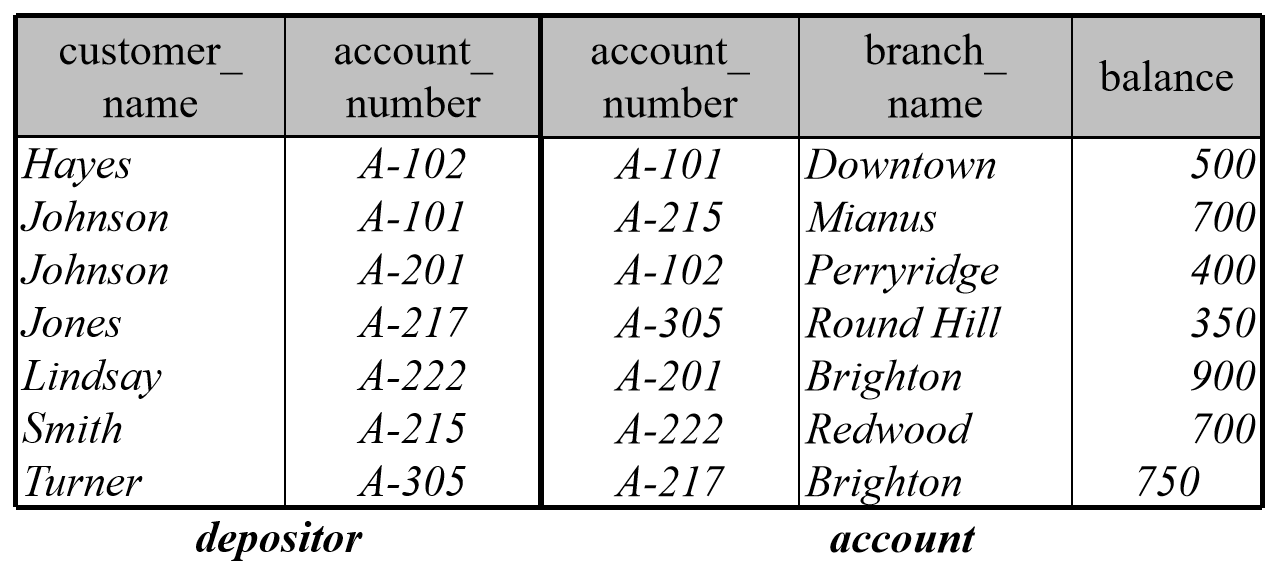 customer_ account_ account_ branch_ balance
name number number name
Hayes A-102 A-101 Downtown 500
Johnson A-101 A-215 Mianus 700
Johnson A-201 A-102 Perryridge 400
Jones A-217 A-305 Round Hill 350
Lindsay A-222 A-201 Brighton 900
Smith A-215 A-222 Redwood 700
Turner A-305 A-217 Brighton 750
depositor account